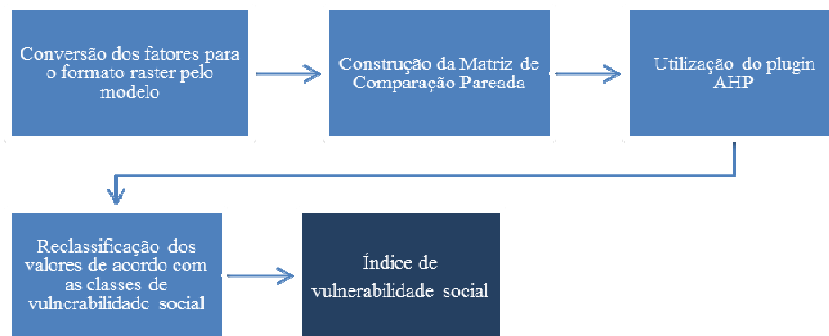 Conversão dos fatores para
o formato raster pelo
modelo
Construção da Matriz de
Comparação Pareada
Utilização do plugin
AHP
Reclassificação dos
valores de acordo com
as classes de
vulnerabilidade social
Índice de
vulnerabilidade social